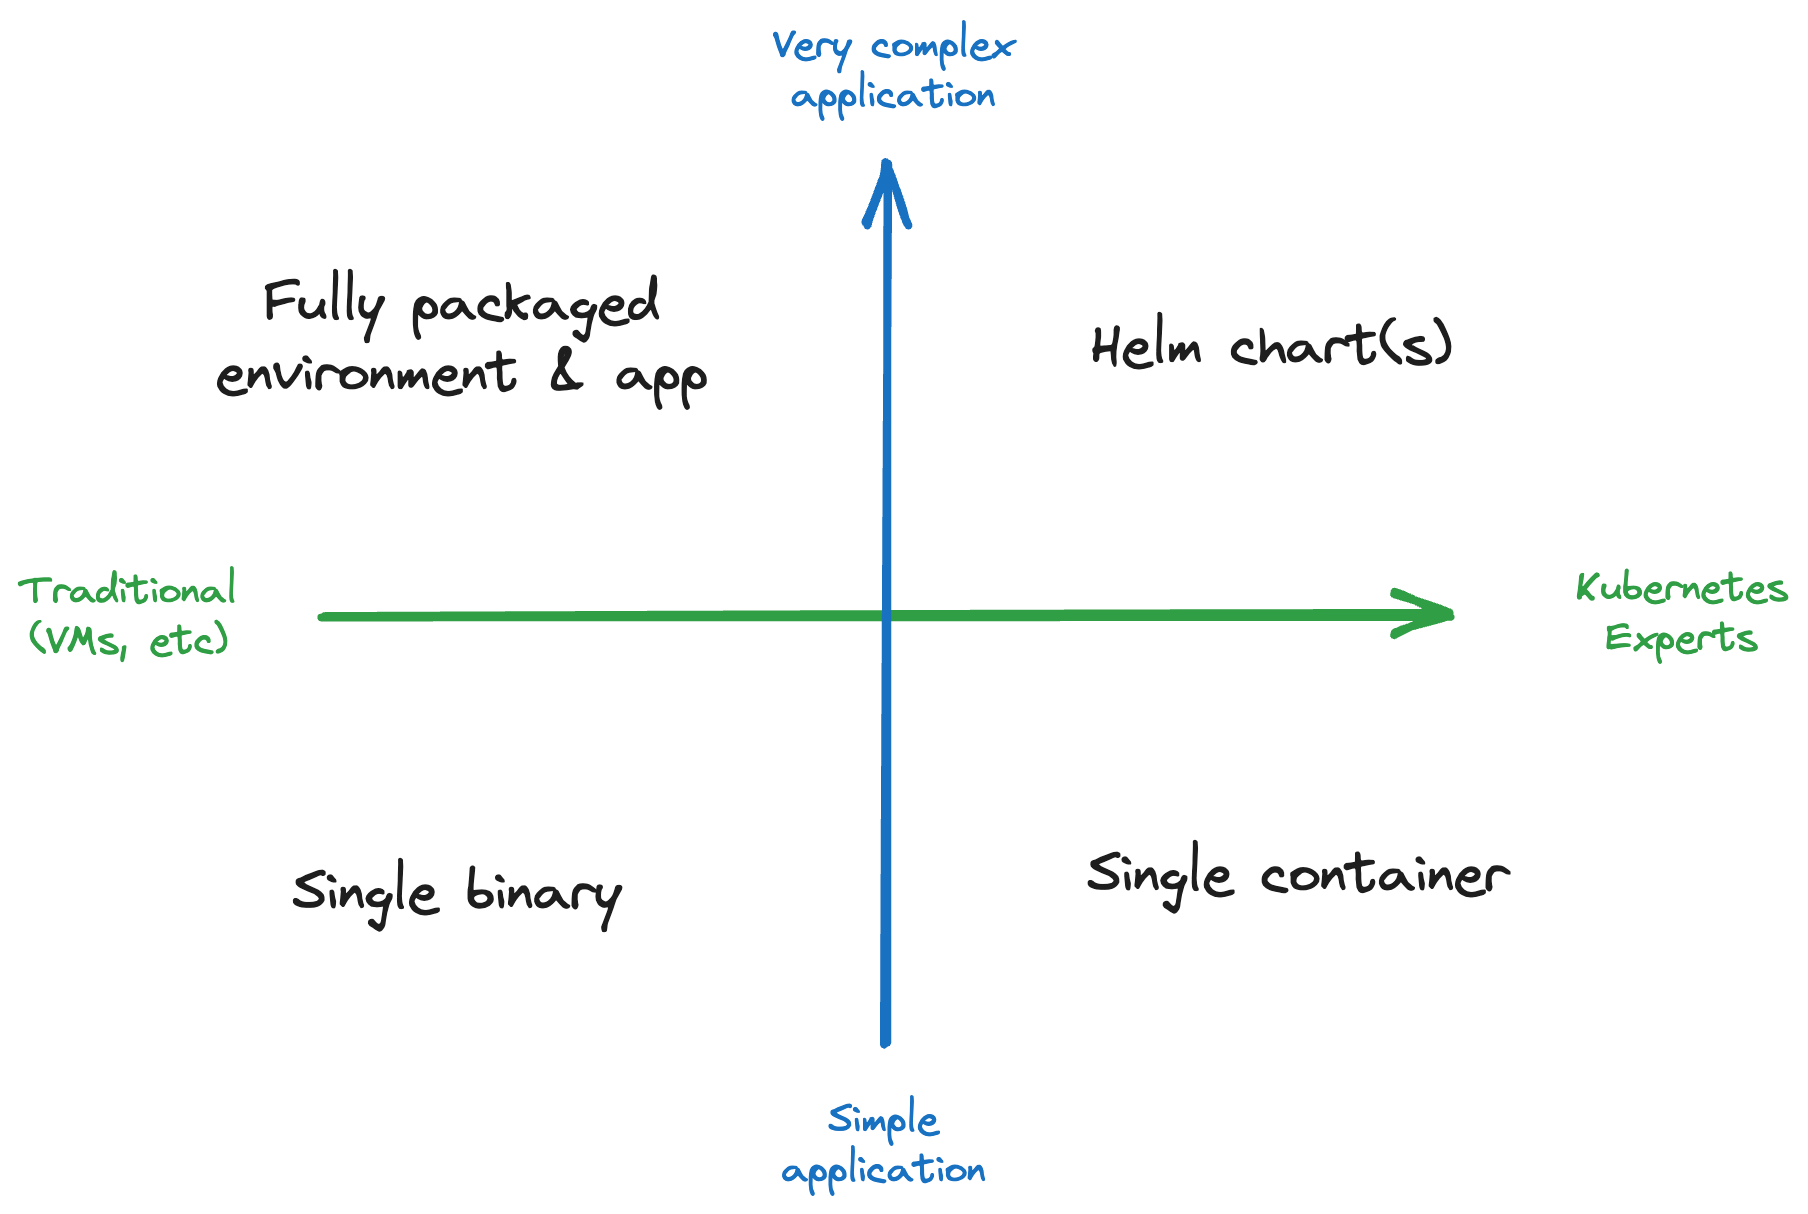 Very complex
application
Fully packaged
environment & app
Helm chart(s)
Traditional
(VMs, etc)
Kubernetes
Experts
Single binary
Single container
Simple
application